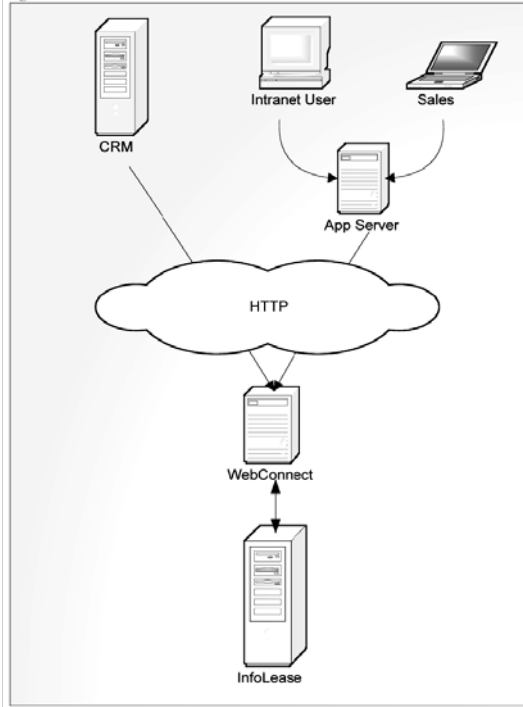 Intranet User
Sales
CRM
App Server
HTTP
WebConnect
InfoLease